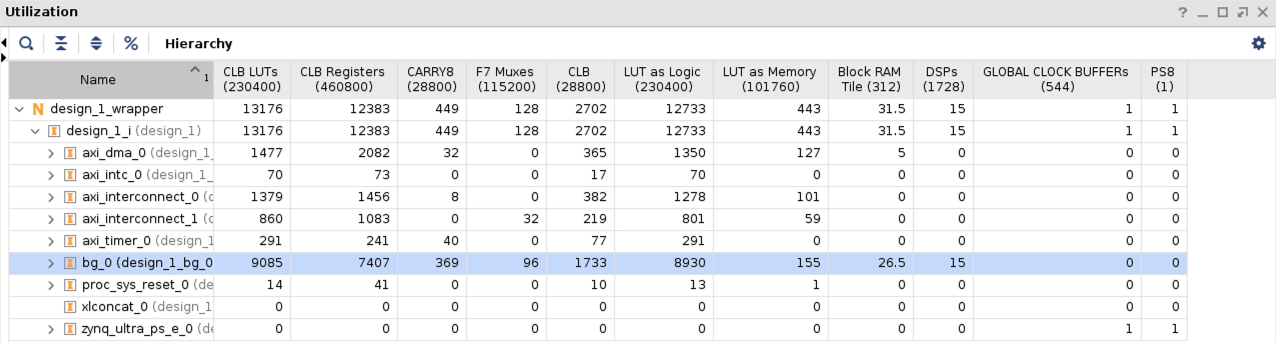 Utilization ? _ □ ↗ ×
% Hierarchy
Name 1 CLB LUTs (230400) CLB Registers (460800) CARRY8 (28800) F7 Muxes (115200) CLB (28800) LUT as Logic (230400) LUT as Memory (101760) Block RAM Tile (312) DSPs (1728) GLOBAL CLOCK BUFFERs (544) PS8 (1)
N design_1_wrapper 13176 12383 449 128 2702 12733 443 31.5 15 1 1
design_1_i (design_1) 13176 12383 449 128 2702 12733 443 31.5 15 1 1
axi_dma_0 (design_1_ 1477 2082 32 0 365 1350 127 5 0 0 0
axi_intc_0 (design_1_ 70 73 0 0 17 70 0 0 0 0 0
axi_interconnect_0 (d 1379 1456 8 0 382 1278 101 0 0 0 0
axi_interconnect_1 (d 860 1083 0 32 219 801 59 0 0 0 0
axi_timer_0 (design_1 291 241 40 0 77 291 0 0 0 0 0
bg_0 (design_1_bg_0 9085 7407 369 96 1733 8930 155 26.5 15 0 0
proc_sys_reset_0 (de 14 41 0 0 10 13 1 0 0 0 0
xlconcat_0 (design_1 0 0 0 0 0 0 0 0 0 0 0
zynq_ultra_ps_e_0 (de 0 0 0 0 0 0 0 0 0 1 1